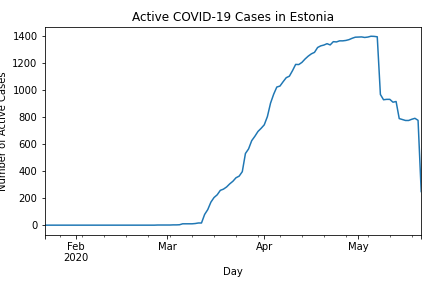 Active COVID-19 Cases in Estonia
Number of Active Cases
1400
1200
1000
800
600
400
200
0
Feb
2020
Mar
Apr
May
Day